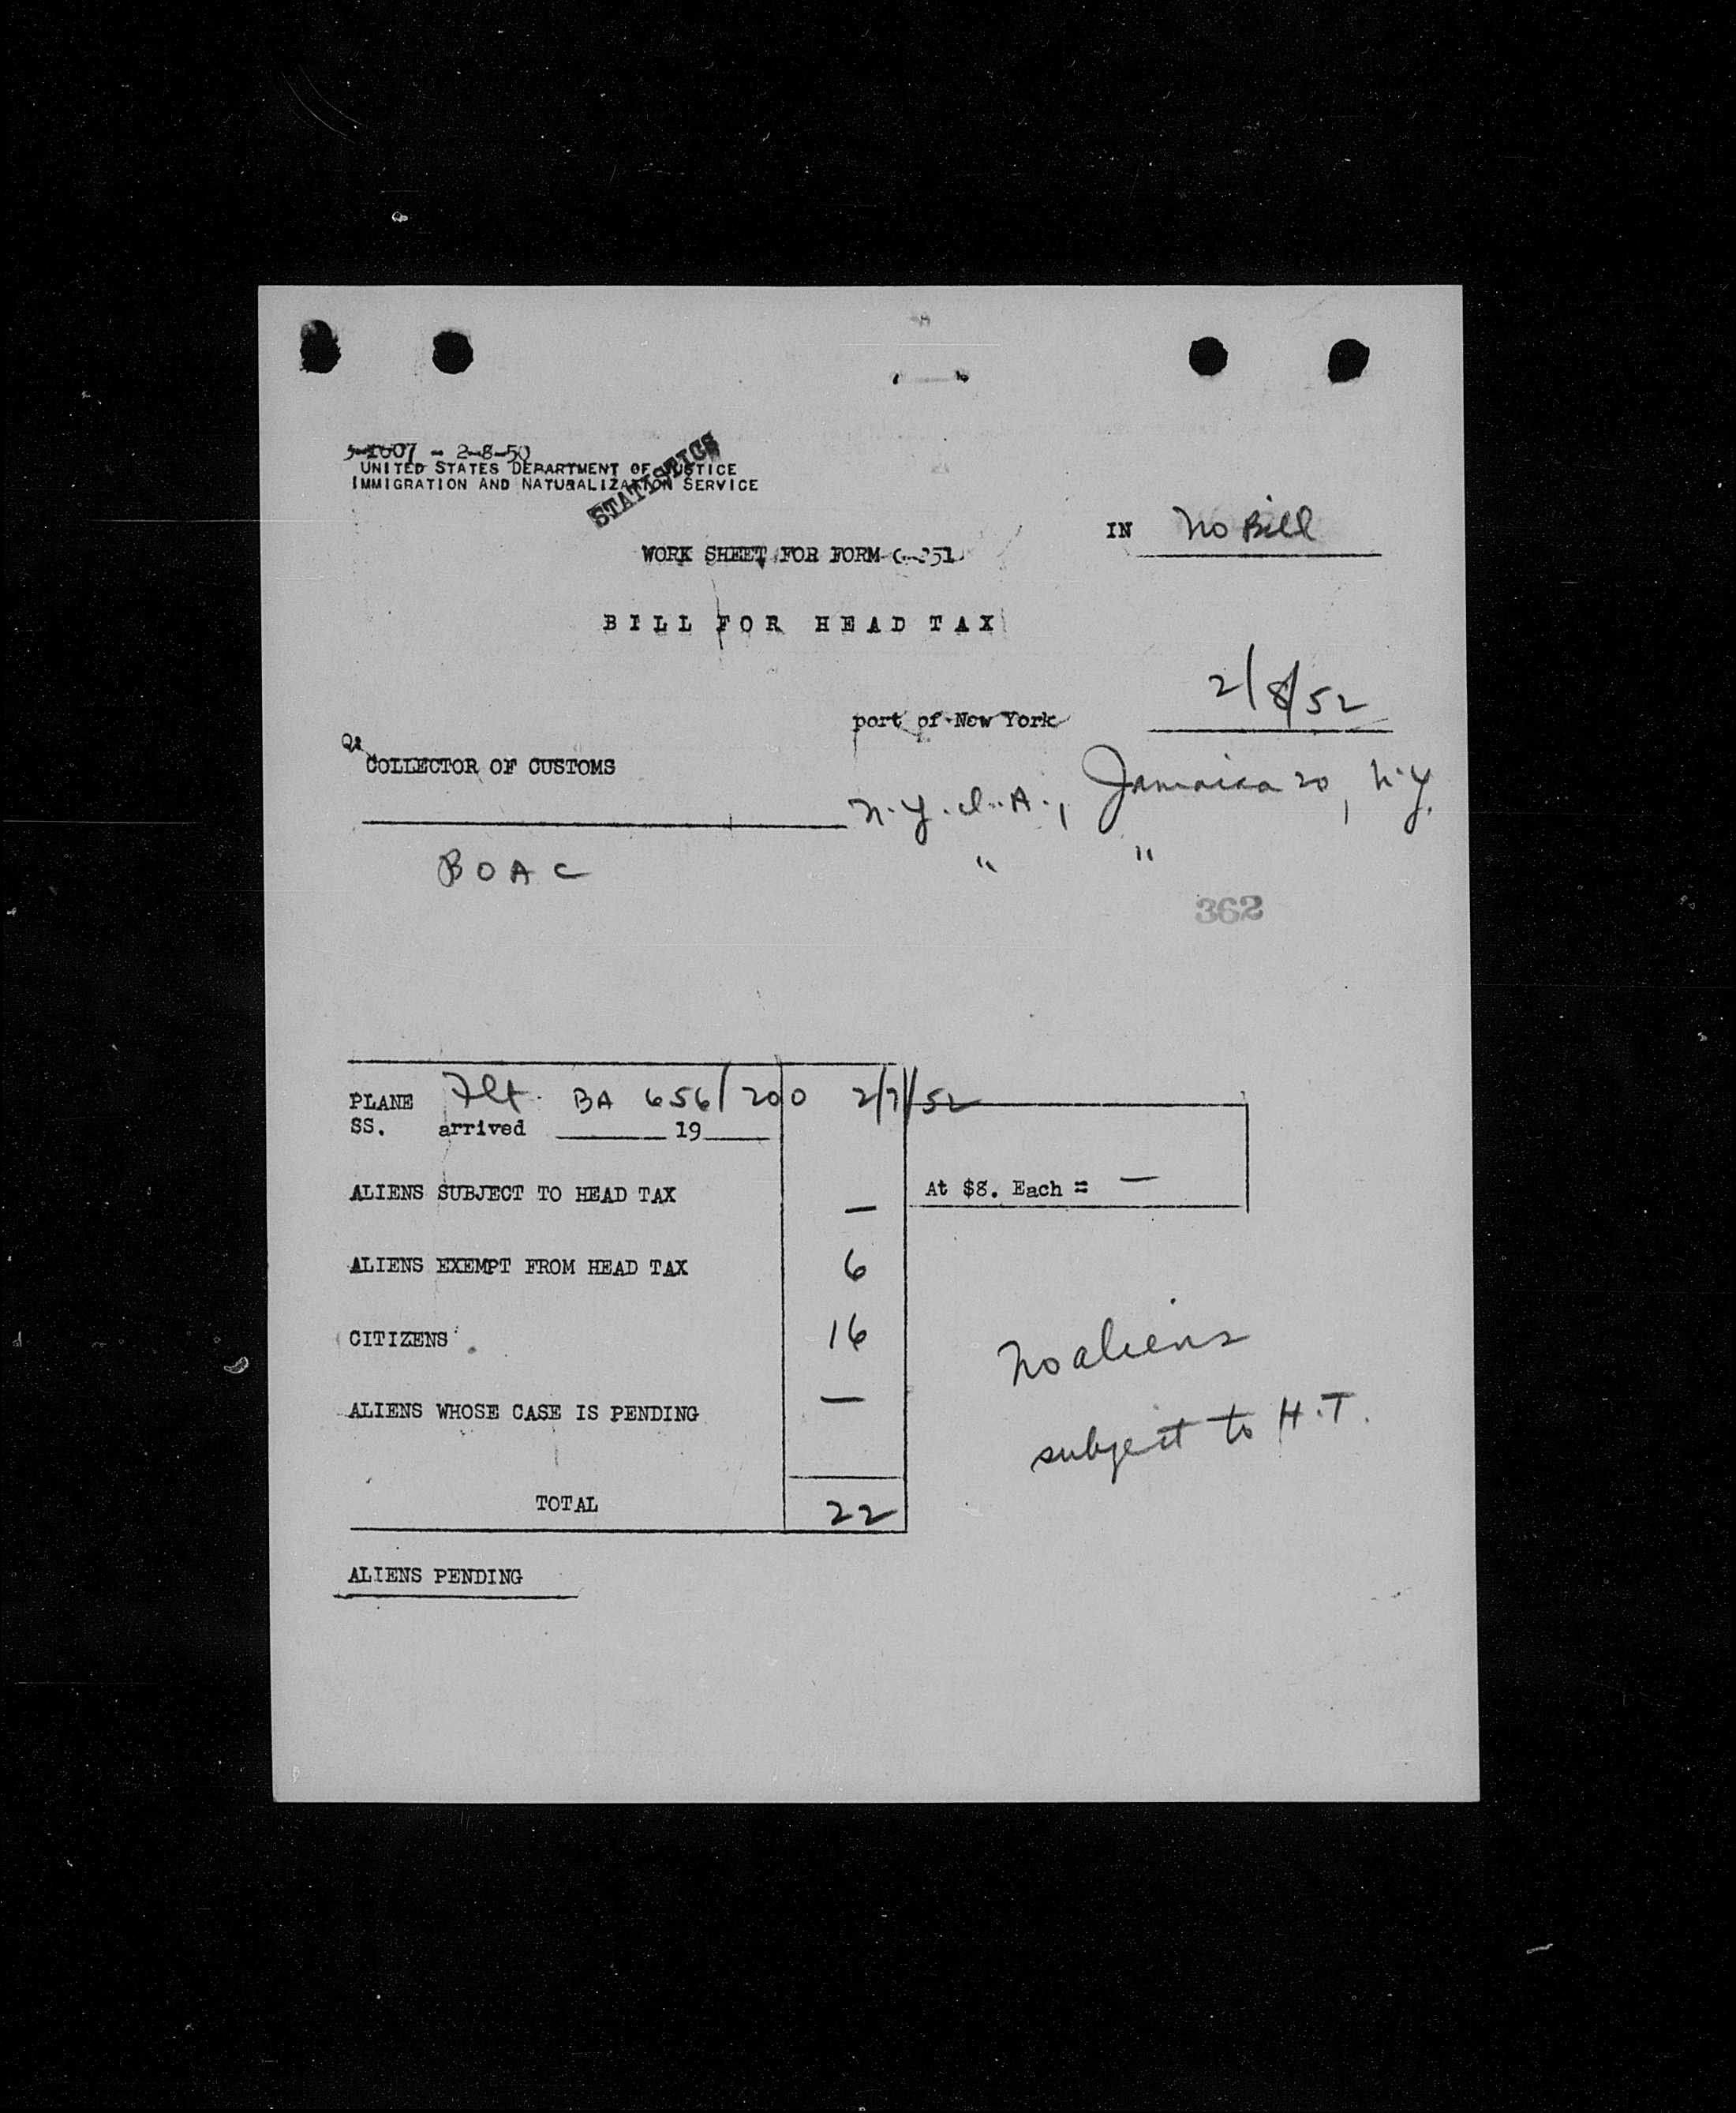 2-8-50
STATISTICS
UNITED STATES DEPARTMENT OF JUSTICE
IMMIGRATION AND NATURALIZATION SERVICE
IN No Bill
WORK SHEET FOR FORM
BILL FOR HEAD TAX
2/8/52
port of New York
COLLECTOR OF CUSTOMS
N.Y.I.A., Jamaica 20, N.Y.
BOAC " "
362
PLANE Flt. BA 656/200 2/7/52
SS. arrived 19
ALIENS SUBJECT TO HEAD TAX — At $8. Each = —
ALIENS EXEMPT FROM HEAD TAX 6
CITIZENS 16
No aliens
ALIENS WHOSE CASE IS PENDING —
subject to H.T.
TOTAL 22
ALIENS PENDING